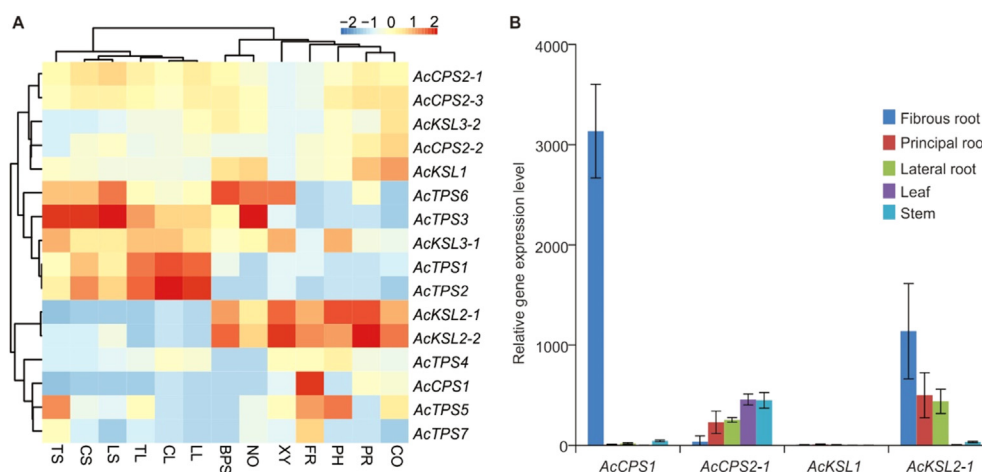 A
−2 −1 0 1 2
AcCPS2-1
AcCPS2-3
AcKSL3-2
AcCPS2-2
AcKSL1
AcTPS6
AcTPS3
AcKSL3-1
AcTPS1
AcTPS2
AcKSL2-1
AcKSL2-2
AcTPS4
AcCPS1
AcTPS5
AcTPS7
TS CS LS TL CL LL BPS NO XY FR PH PR CO
B
Relative gene expression level
4000
3000
2000
1000
0
Fibrous root
Principal roo
Lateral root
Leaf
Stem
AcCPS1 AcCPS2-1 AcKSL1 AcKSL2-1